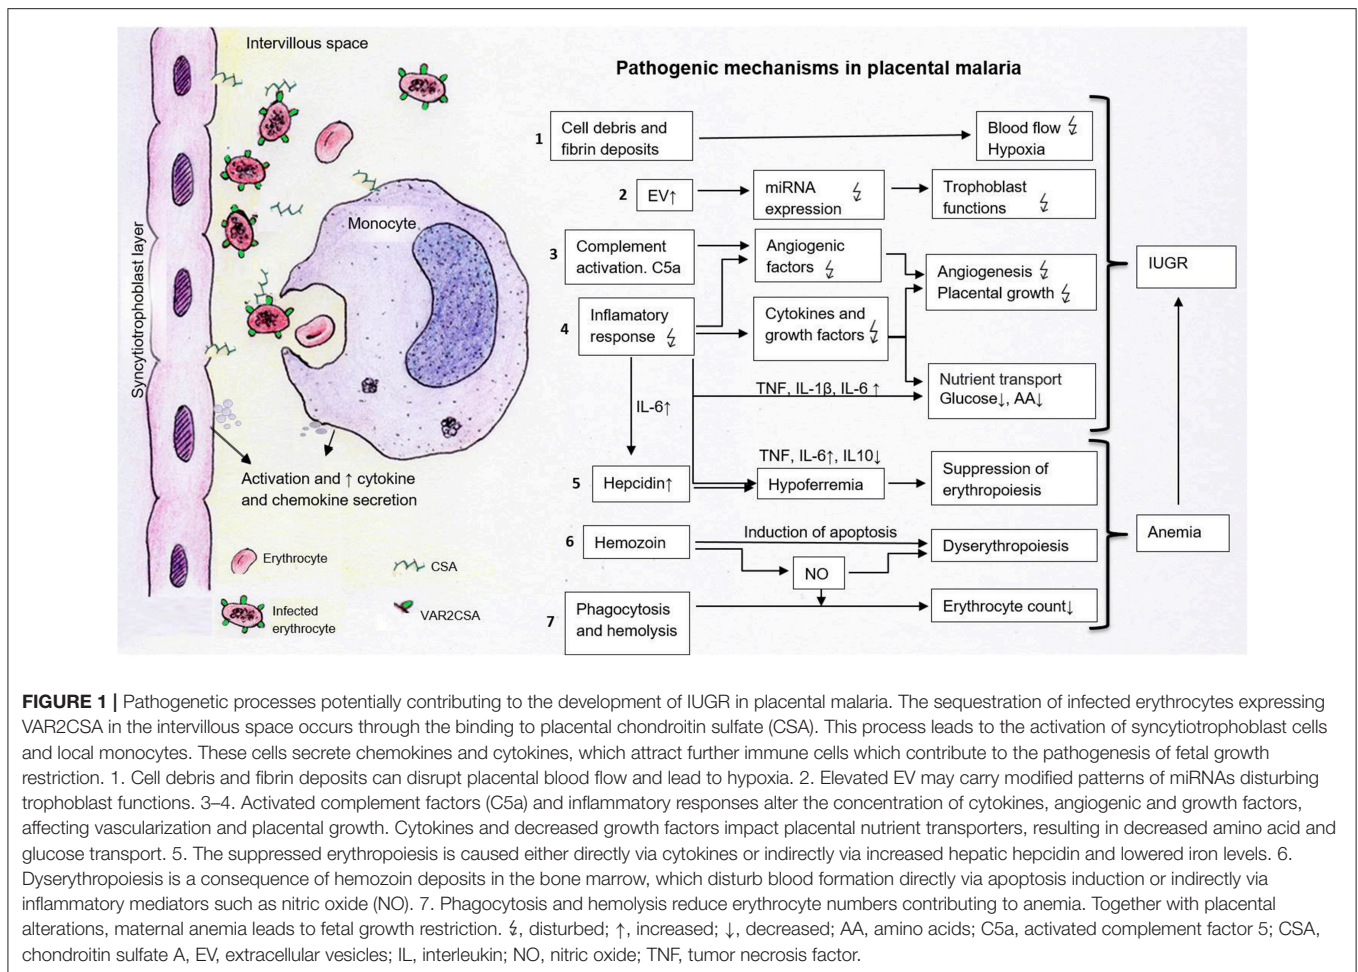 Intervillous space
Pathogenic mechanisms in placental malaria
Syncytiotrophoblast layer
Monocyte
Activation and ↑ cytokine
and chemokine secretion
Erythrocyte
CSA
Infected
erythrocyte
VAR2CSA
1
Cell debris and
fibrin deposits
Blood flow ↯
Hypoxia
2
EV↑
miRNA
expression ↯
Trophoblast
functions ↯
3
Complement
activation. C5a
Angiogenic
factors ↯
Angiogenesis ↯
Placental growth ↯
4
Inflamatory
response ↯
Cytokines and
growth factors ↯
TNF, IL-1β, IL-6 ↑
Nutrient transport
Glucose↓, AA↓
IL-6↑
5
Hepcidin↑
TNF, IL-6↑, IL10↓
Hypoferremia
Suppression of
erythropoiesis
6
Hemozoin
Induction of apoptosis
Dyserythropoiesis
NO
7
Phagocytosis
and hemolysis
Erythrocyte count↓
IUGR
Anemia
FIGURE 1 | Pathogenetic processes potentially contributing to the development of IUGR in placental malaria. The sequestration of infected erythrocytes expressing
VAR2CSA in the intervillous space occurs through the binding to placental chondroitin sulfate (CSA). This process leads to the activation of syncytiotrophoblast cells
and local monocytes. These cells secrete chemokines and cytokines, which attract further immune cells which contribute to the pathogenesis of fetal growth
restriction. 1. Cell debris and fibrin deposits can disrupt placental blood flow and lead to hypoxia. 2. Elevated EV may carry modified patterns of miRNAs disturbing
trophoblast functions. 3–4. Activated complement factors (C5a) and inflammatory responses alter the concentration of cytokines, angiogenic and growth factors,
affecting vascularization and placental growth. Cytokines and decreased growth factors impact placental nutrient transporters, resulting in decreased amino acid and
glucose transport. 5. The suppressed erythropoiesis is caused either directly via cytokines or indirectly via increased hepatic hepcidin and lowered iron levels. 6.
Dyserythropoiesis is a consequence of hemozoin deposits in the bone marrow, which disturb blood formation directly via apoptosis induction or indirectly via
inflammatory mediators such as nitric oxide (NO). 7. Phagocytosis and hemolysis reduce erythrocyte numbers contributing to anemia. Together with placental
alterations, maternal anemia leads to fetal growth restriction. ↯, disturbed; ↑, increased; ↓, decreased; AA, amino acids; C5a, activated complement factor 5; CSA,
chondroitin sulfate A, EV, extracellular vesicles; IL, interleukin; NO, nitric oxide; TNF, tumor necrosis factor.